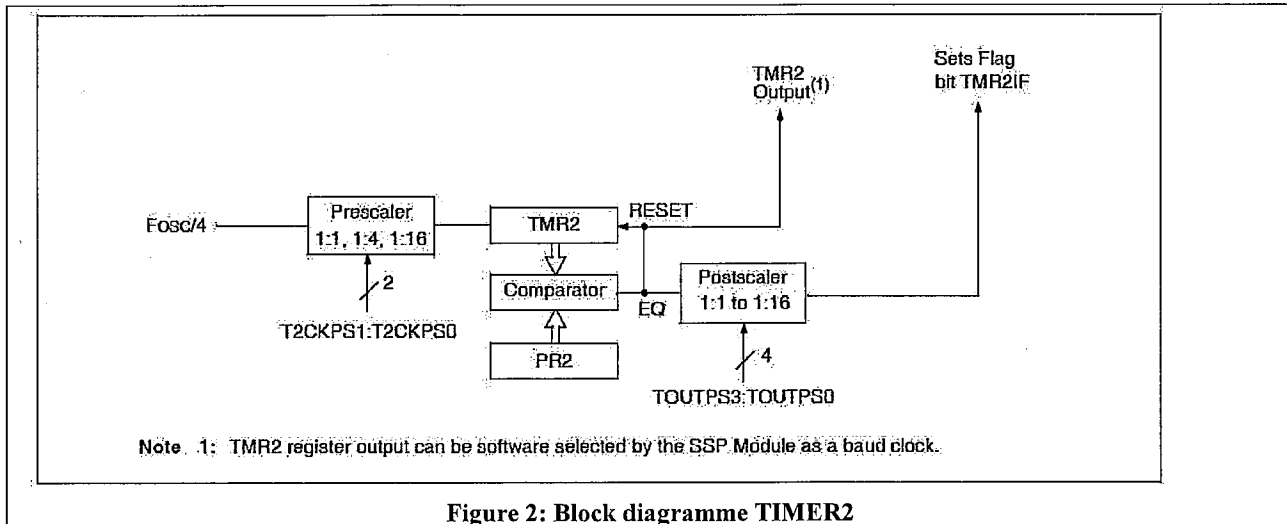 TMR2
Output(1)
Sets Flag
bit TMR2IF
Fosc/4
Prescaler
1:1, 1:4, 1:16
TMR2
RESET
2
Comparator
EQ
Postscaler
1:1 to 1:16
T2CKPS1:T2CKPS0
PR2
4
TOUTPS3:TOUTPS0
Note 1: TMR2 register output can be software selected by the SSP Module as a baud clock.
Figure 2: Block diagramme TIMER2